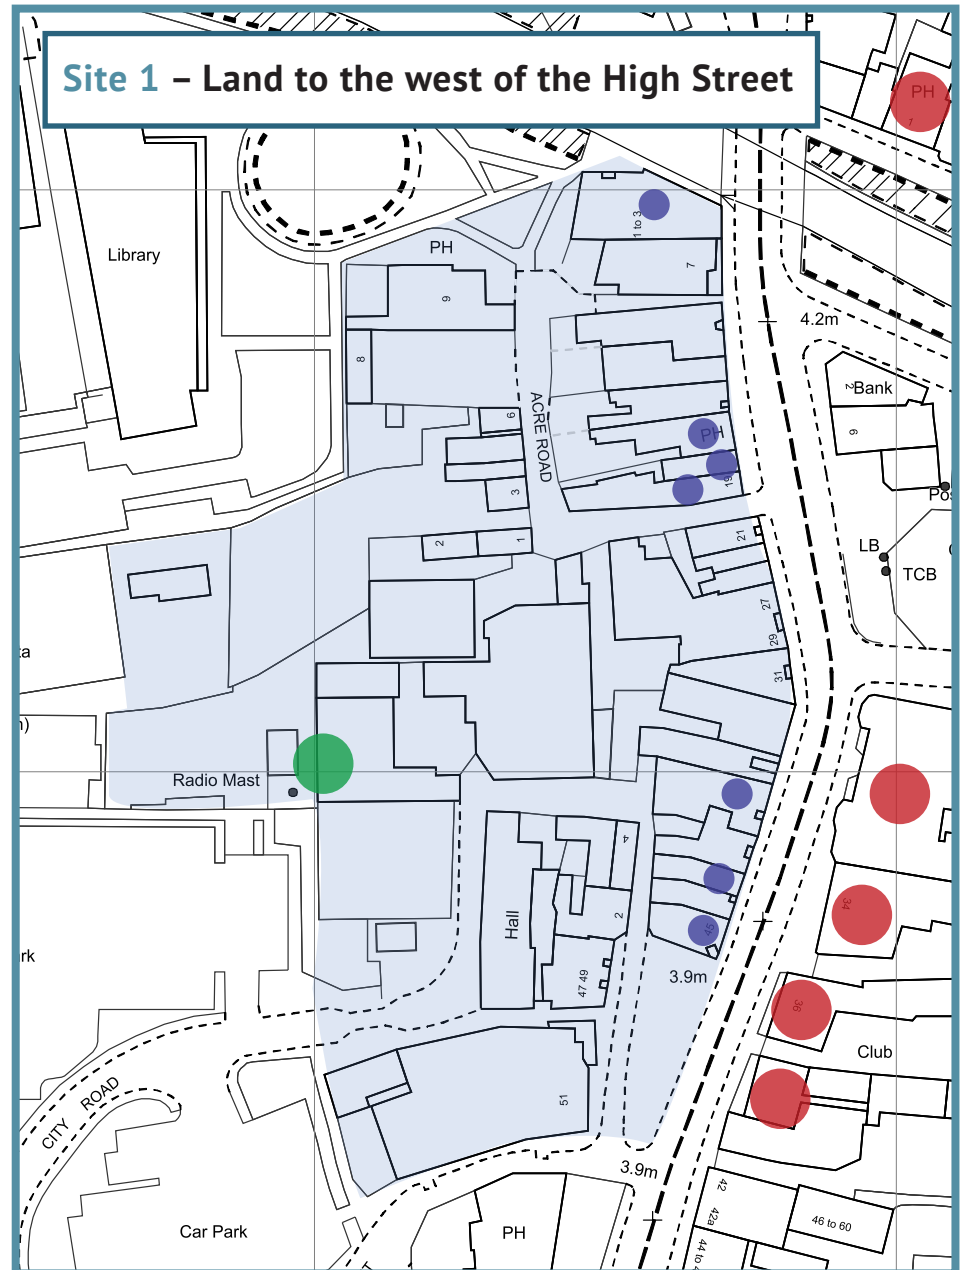 Site 1 – Land to the west of the High Street
PH
1
Library
PH
1 to 3
7
9
8
4.2m
Bank
2
6
ACRE ROAD
6
PH
19
3
2
1
21
LB
TCB
27
29
31
Radio Mast
4
34
Hall
2
45
47 49
3.9m
36
Club
51
CITY ROAD
3.9m
42
42a
46 to 60
Car Park
PH